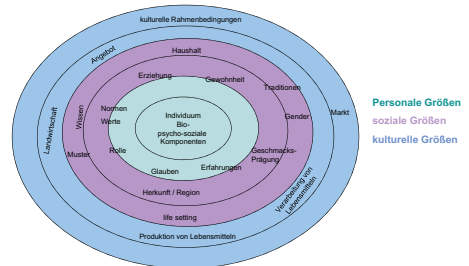 kulturelle Rahmenbedingungen
Angebot
Haushalt
Erziehung
Gewohnheit
Traditionen
Wissen
Normen
Werte
Individuum
Bio-
psycho-soziale
Komponenten
Gender
Markt
Landwirtschaft
Muster
Rolle
Geschmacks-
Prägung
Glauben
Erfahrungen
Herkunft / Region
Verarbeitung von
Lebensmitteln
life setting
Produktion von Lebensmitteln
Personale Größen
soziale Größen
kulturelle Größen